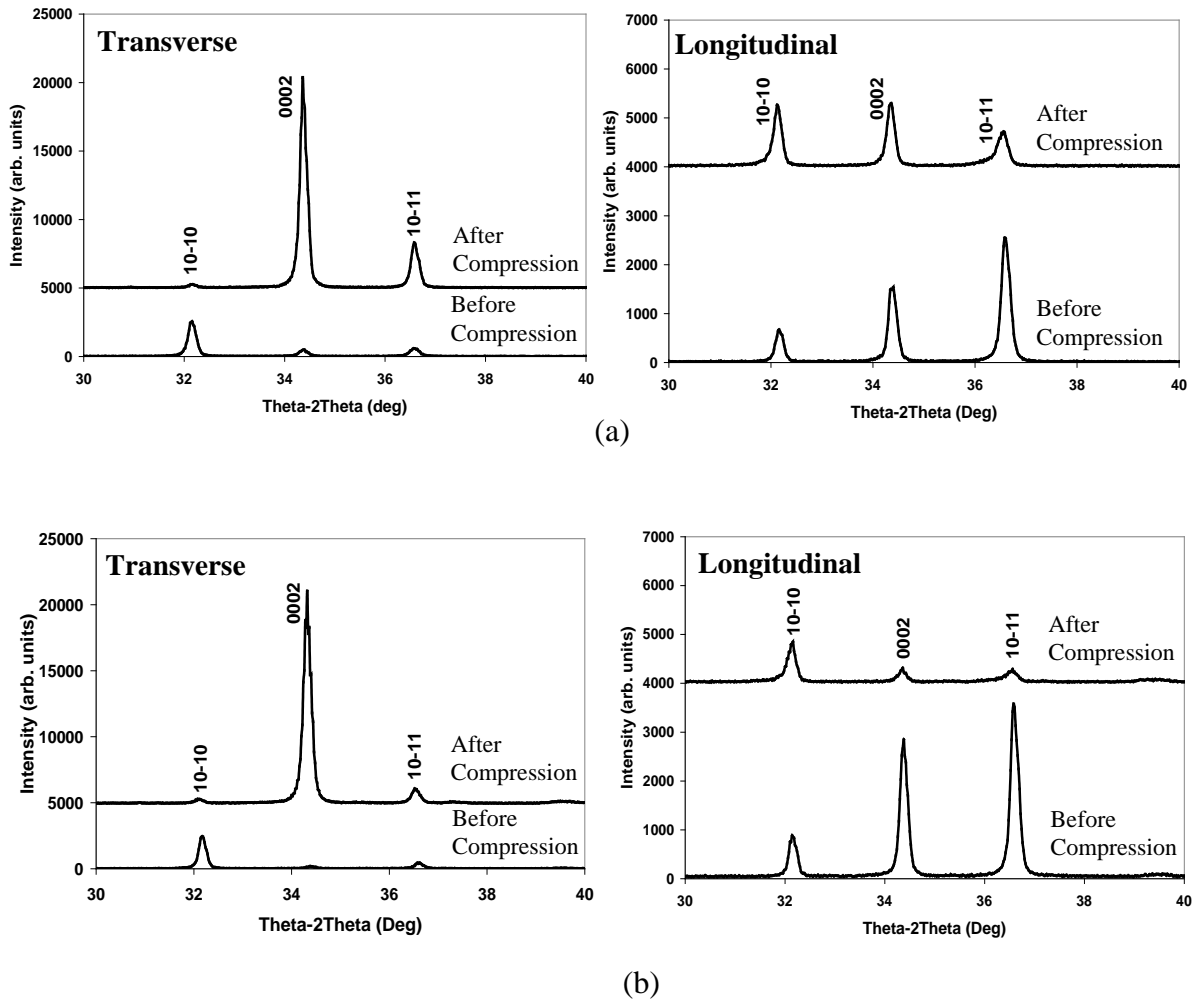 Transverse
25000
20000
15000
10000
5000
0
Intensity (arb. units)
10-10
0002
10-11
After
Compression
Before
Compression
30 32 34 36 38 40
Theta-2Theta (deg)
Longitudinal
7000
6000
5000
4000
3000
2000
1000
0
Intensity (arb. units)
10-10
0002
10-11
After
Compression
Before
Compression
30 32 34 36 38 40
Theta-2Theta (Deg)
(a)
Transverse
25000
20000
15000
10000
5000
0
Intensity (arb. units)
10-10
0002
10-11
After
Compression
Before
Compression
30 32 34 36 38 40
Theta-2Theta (Deg)
Longitudinal
7000
6000
5000
4000
3000
2000
1000
0
Intensity (arb. units)
10-10
0002
10-11
After
Compression
Before
Compression
30 32 34 36 38 40
Theta-2Theta (Deg)
(b)